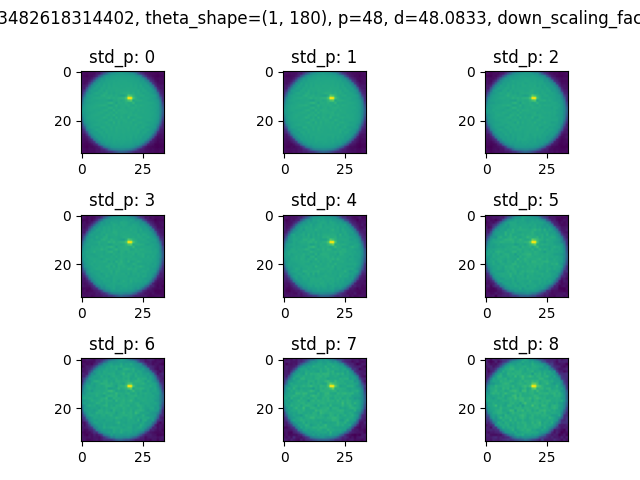 3482618314402, theta_shape=(1, 180), p=48, d=48.0833, down_scaling_fac
std_p: 0 std_p: 1 std_p: 2
0 0 0
20 20 20
0 25 0 25 0 25
std_p: 3 std_p: 4 std_p: 5
0 0 0
20 20 20
0 25 0 25 0 25
std_p: 6 std_p: 7 std_p: 8
0 0 0
20 20 20
0 25 0 25 0 25